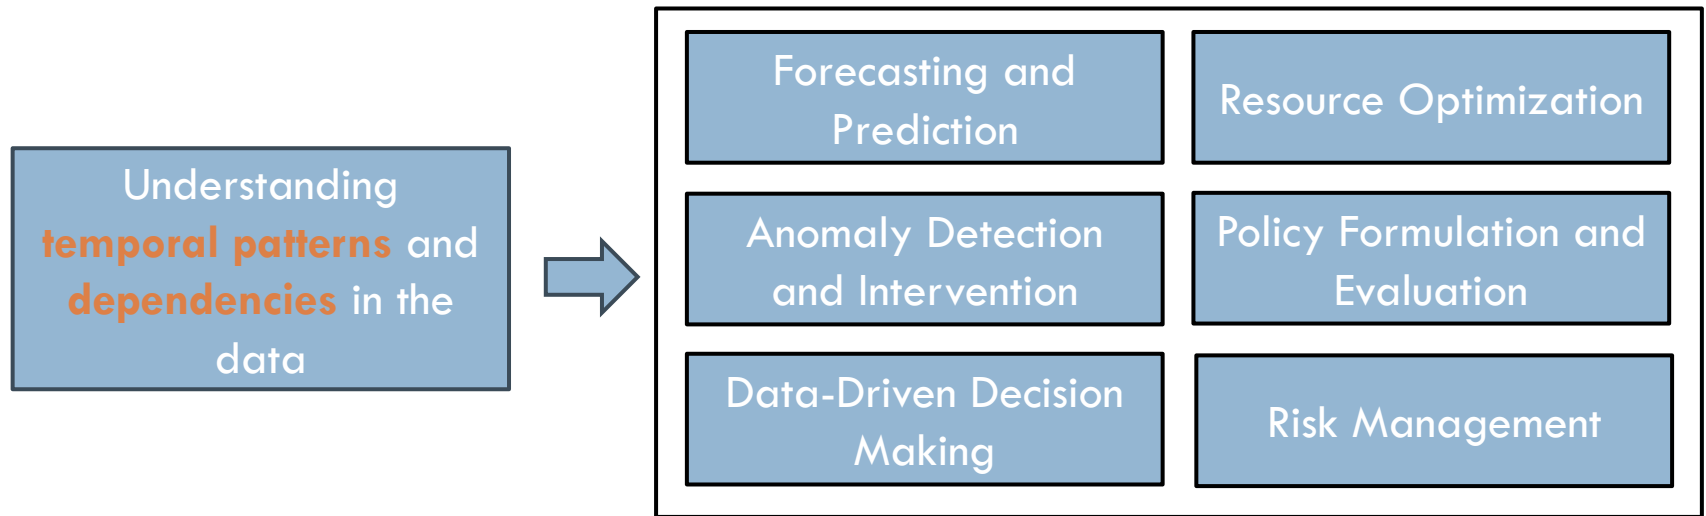 Understanding
temporal patterns and
dependencies in the
data
Forecasting and
Prediction
Resource Optimization
Anomaly Detection
and Intervention
Policy Formulation and
Evaluation
Data-Driven Decision
Making
Risk Management